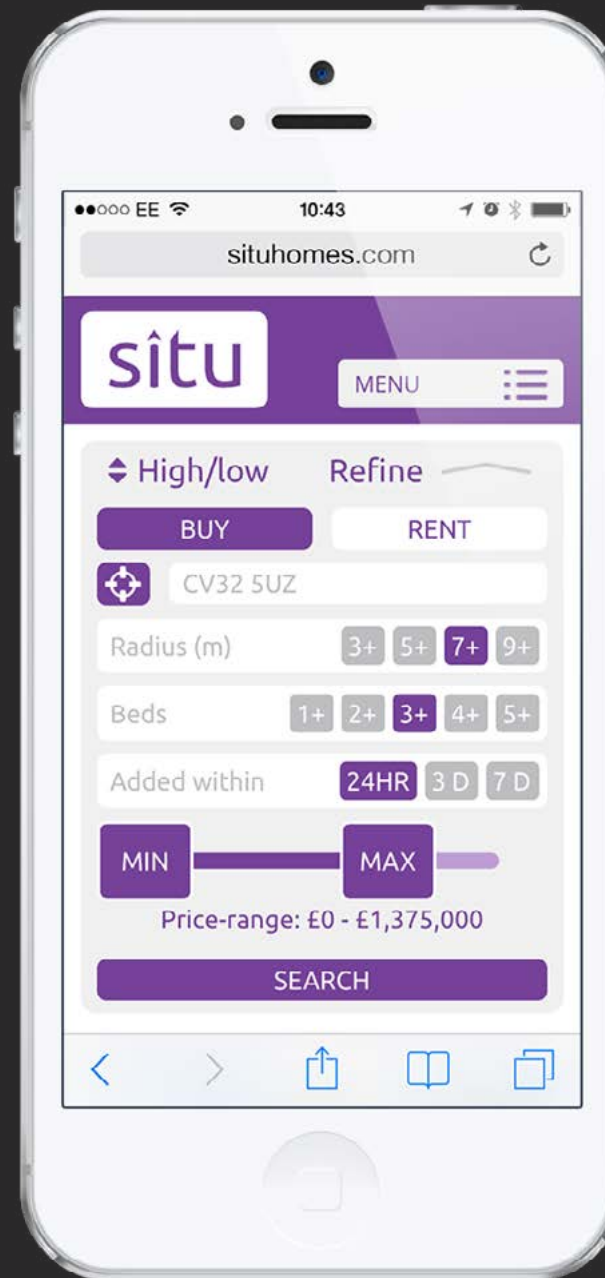 EE 10:43
situhomes.com
sîtu
MENU
High/low Refine
BUY RENT
CV32 5UZ
Radius (m) 3+ 5+ 7+ 9+
Beds 1+ 2+ 3+ 4+ 5+
Added within 24HR 3 D 7 D
MIN MAX
Price-range: £0 - £1,375,000
SEARCH